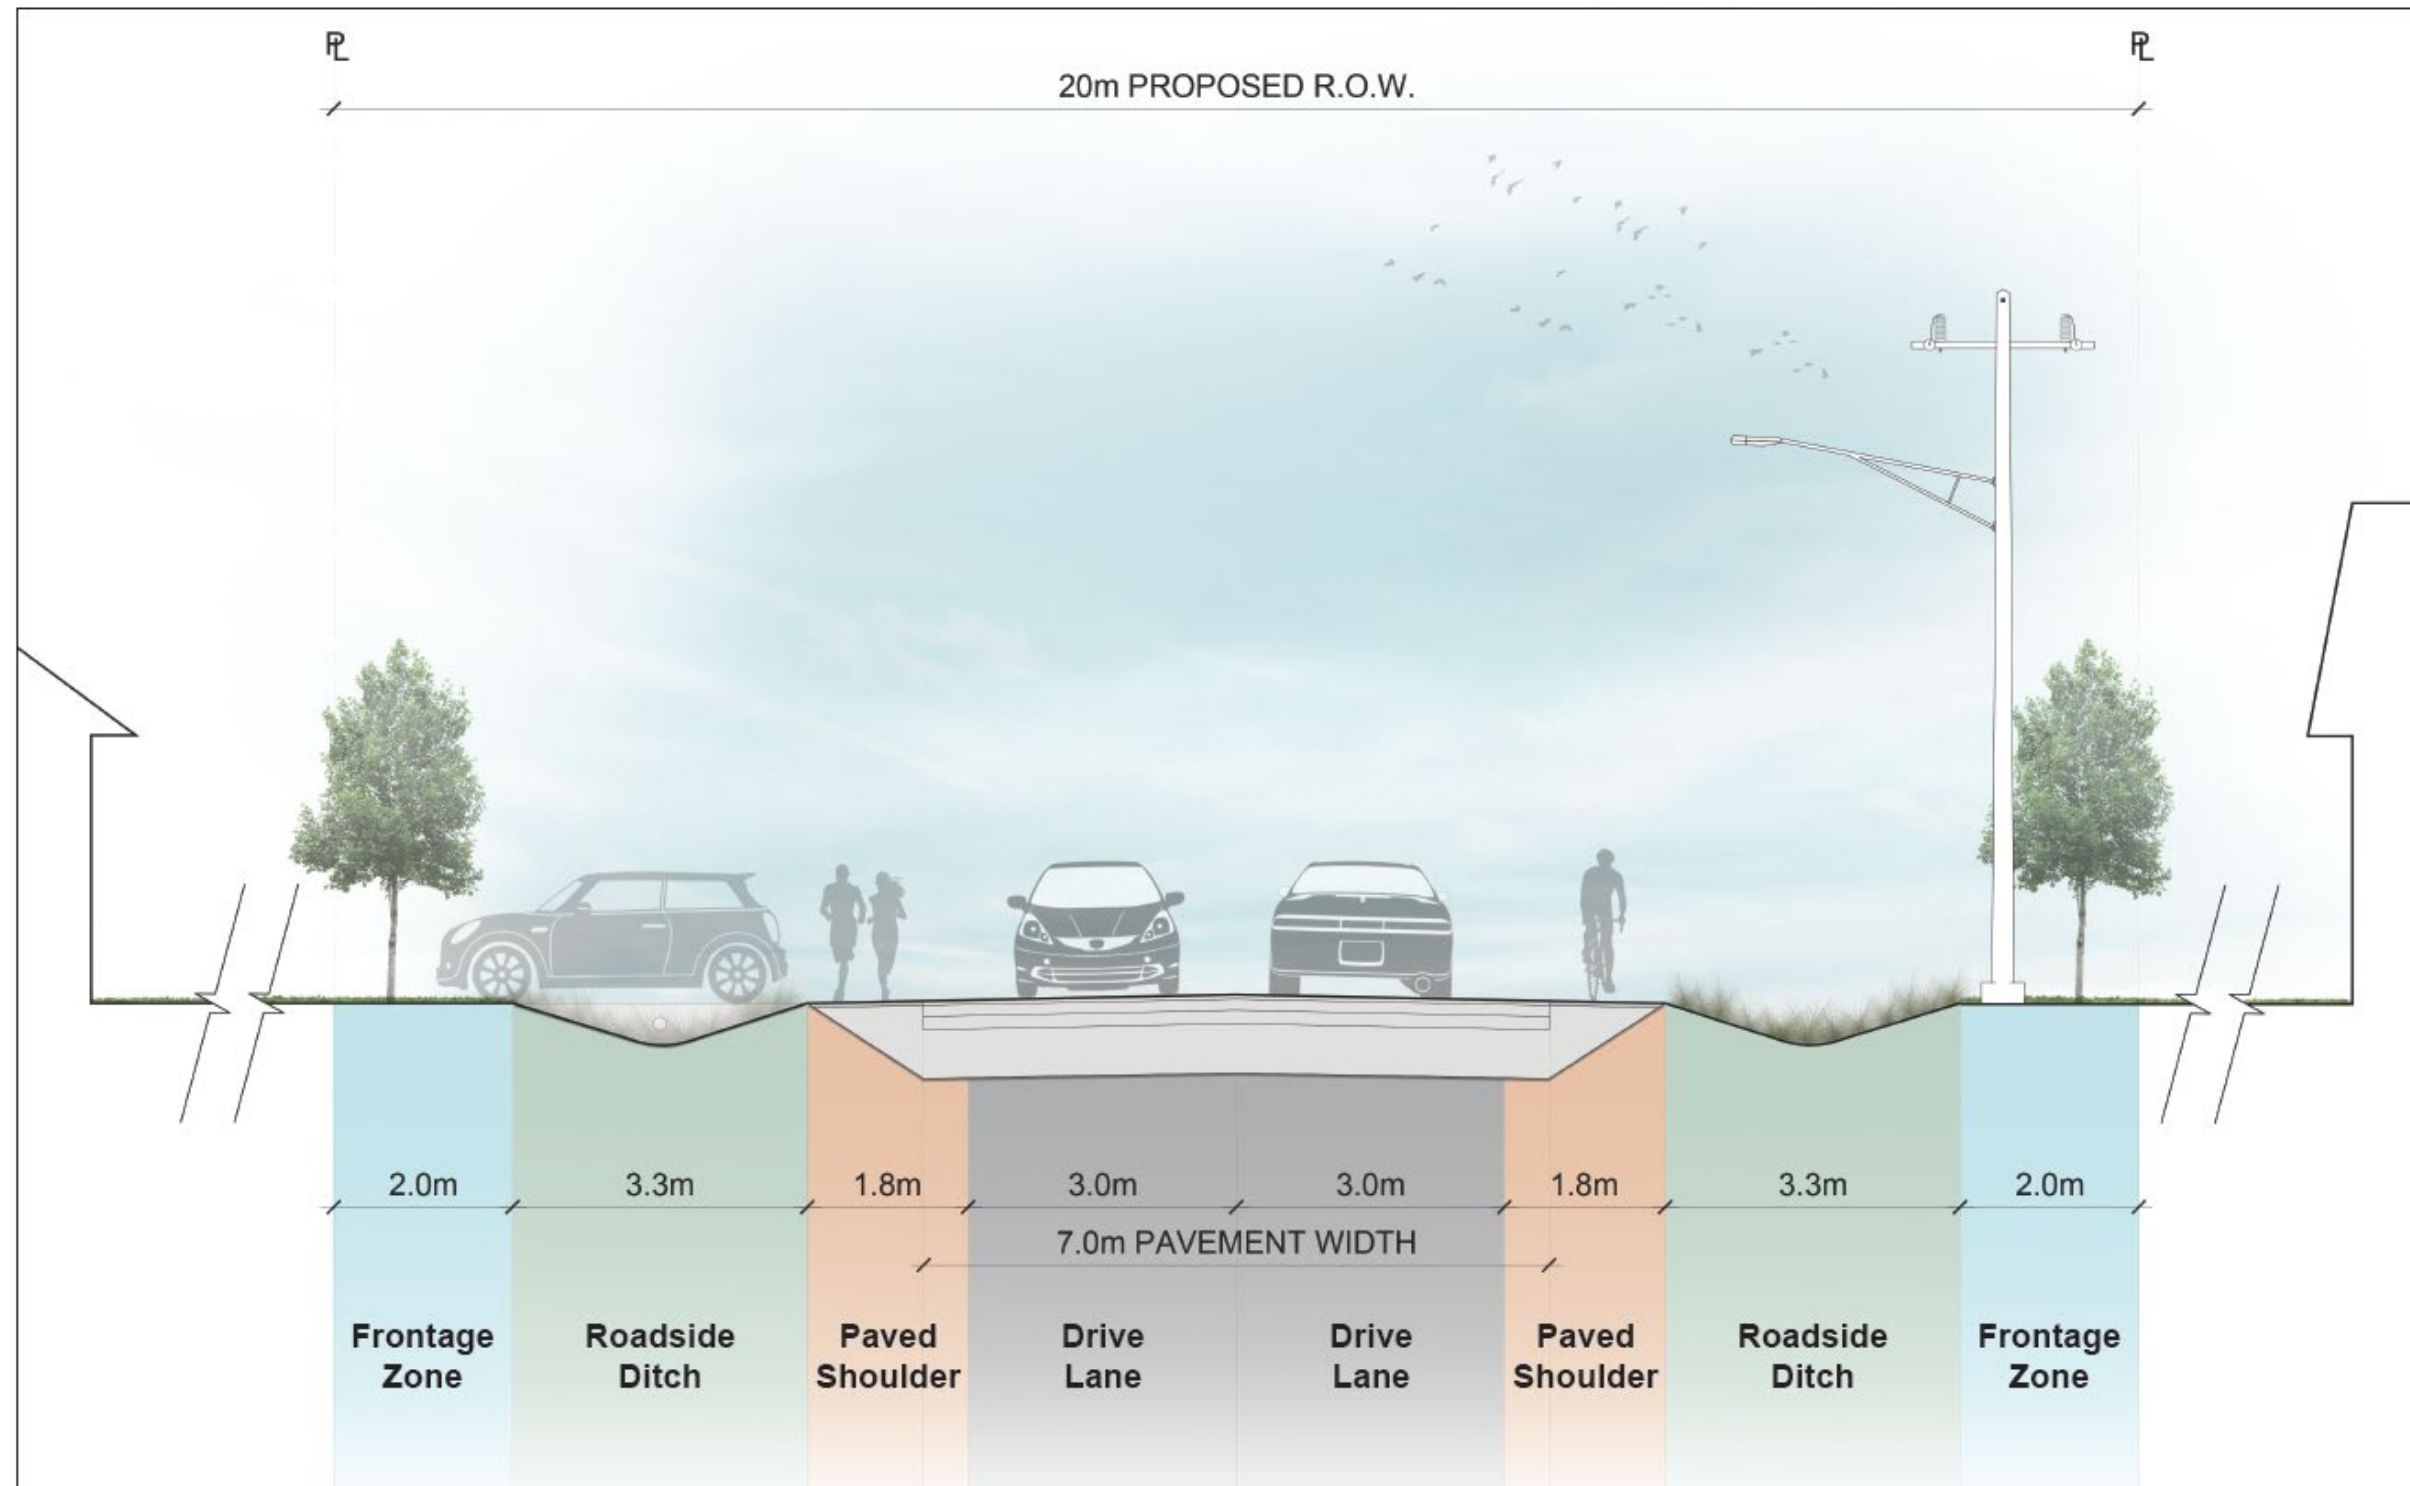 PL
PL
20m PROPOSED R.O.W.
2.0m
3.3m
1.8m
3.0m
3.0m
1.8m
3.3m
2.0m
7.0m PAVEMENT WIDTH
Frontage
Zone
Roadside
Ditch
Paved
Shoulder
Drive
Lane
Drive
Lane
Paved
Shoulder
Roadside
Ditch
Frontage
Zone